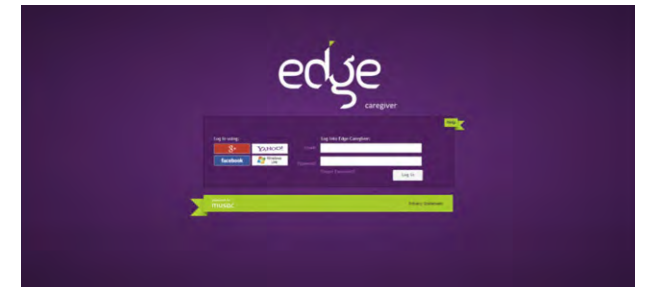 edge
caregiver
Help
Log in using:
g+
YAHOO!
facebook
Windows Live
Log into Edge Caregiver:
Email:
Password:
Forgot Password?
Log In
mosaic
Privacy Statement